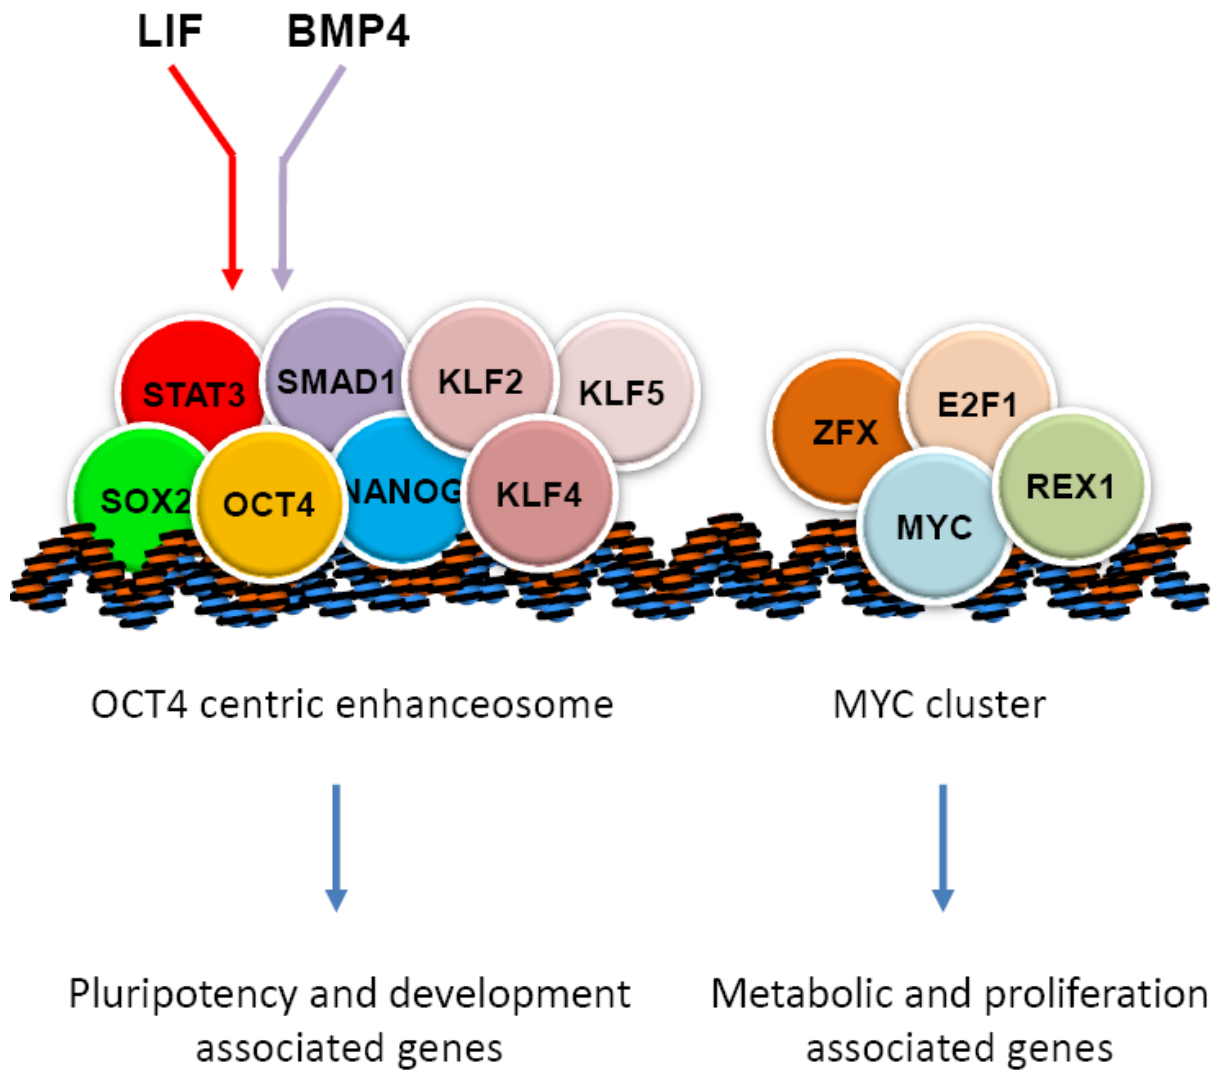 LIF
BMP4
STAT3
SMAD1
KLF2
KLF5
SOX2
OCT4
NANOG
KLF4
ZFX
E2F1
MYC
REX1
OCT4 centric enhanceosome
MYC cluster
Pluripotency and development
associated genes
Metabolic and proliferation
associated genes